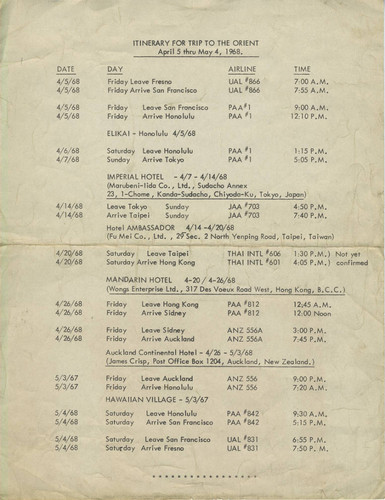 ITINERARY FOR TRIP TO THE ORIENT
April 5 thru May 4, 1968.
DATE DAY AIRLINE TIME
4/5/68 Friday Leave Fresno UAL #866 7:00 A.M.
4/5/68 Friday Arrive San Francisco UAL #866 7:55 A.M.
4/5/68 Friday Leave San Francisco PAA #1 9:00 A.M.
4/5/68 Friday Arrive Honolulu PAA #1 12:10 P.M.
ELIKAI - Honolulu 4/5/68
4/6/68 Saturday Leave Honolulu PAA #1 1:15 P.M.
4/7/68 Sunday Arrive Tokyo PAA #1 5:05 P.M.
IMPERIAL HOTEL - 4/7 - 4/14/68
(Marubeni-Iida Co., Ltd., Sudacho Annex
23, 1-Chome, Kanda-Sudacho, Chiyoda-Ku, Tokyo, Japan)
4/14/68 Leave Tokyo Sunday JAA #703 4:50 P.M.
4/14/68 Arrive Taipei Sunday JAA #703 7:40 P.M.
Hotel AMBASSADOR - 4/14 -4/20/68
(Fu Mei Co., Ltd., 29 Sec. 2 North Yenping Road, Taipei, Taiwan)
4/20/68 Saturday Leave Taipei THAI INTL #606 1:30 P.M.) Not yet
4/20/68 Saturday Arrive Hong Kong THAI INTL #601 4:05 P.M.) confirmed
MANDARIN HOTEL 4-20 / 4-26/68
(Wongs Enterprise Ltd., 317 Des Voeux Road West, Hong Kong, B.C.C.)
4/26/68 Friday Leave Hong Kong PAA #812 12;45 A.M.
4/26/68 Friday Arrive Sidney PAA #812 12:00 Noon
4/26/68 Friday Leave Sidney ANZ 556A 3:00 P.M.
4/26/68 Friday Arrive Auckland ANZ 556A 7:45 P.M.
Auckland Continental Hotel - 4/26 - 5/3/68
(James Crisp, Post Office Box 1204, Auckland, New Zealand.)
5/3/67 Friday Leave Auckland ANZ 556 9:00 P.M.
5/3/67 Friday Arrive Honolulu ANZ 556 7:20 A.M.
HAWAIIAN VILLAGE - 5/3/67
5/4/68 Saturday Leave Honolulu PAA #842 9:30 A.M.
5/4/68 Saturday Arrive San Francisco PAA #842 5:15 P.M.
5/4/68 Saturday Leave San Francisco UAL #831 6:55 P.M.
5/4/68 Saturday Arrive Fresno UAL #831 7:50 P.M.